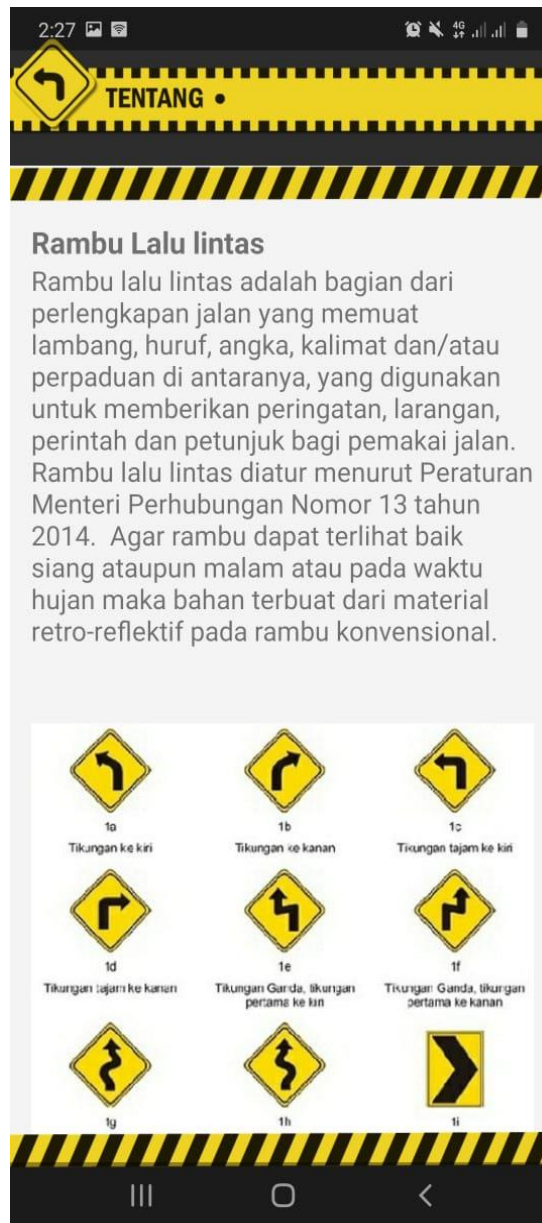 2:27
4G
TENTANG •
Rambu Lalu lintas
Rambu lalu lintas adalah bagian dari
perlengkapan jalan yang memuat
lambang, huruf, angka, kalimat dan/atau
perpaduan di antaranya, yang digunakan
untuk memberikan peringatan, larangan,
perintah dan petunjuk bagi pemakai jalan.
Rambu lalu lintas diatur menurut Peraturan
Menteri Perhubungan Nomor 13 tahun
2014.  Agar rambu dapat terlihat baik
siang ataupun malam atau pada waktu
hujan maka bahan terbuat dari material
retro-reflektif pada rambu konvensional.
1a 1b 1c
Tikungan ke kiri Tikungan ke kanan Tikungan tajam ke kiri
1d 1e 1f
Tikungan tajam ke kanan Tikungan Ganda, tikungan Tikungan Ganda, tikungan
pertama ke kiri pertama ke kanan
1g 1h 1i